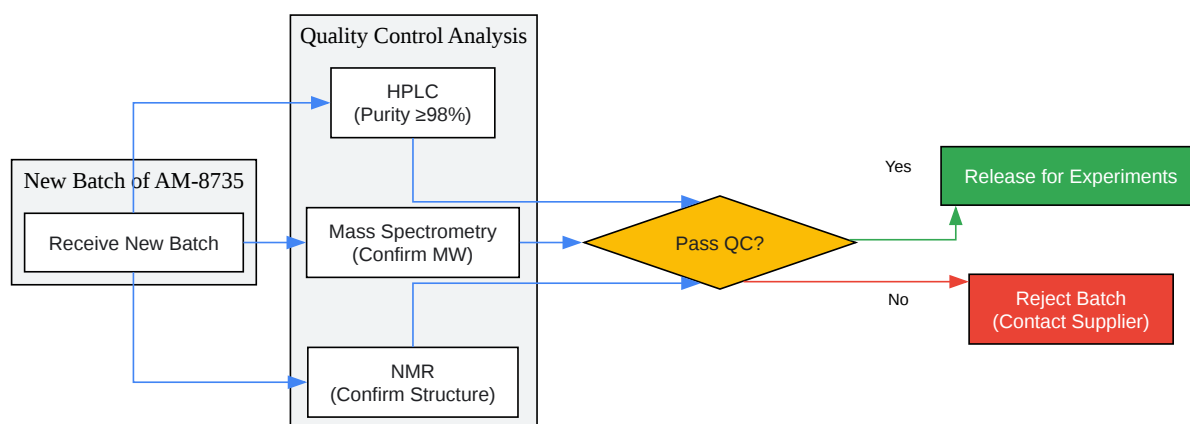 Quality Control Analysis
HPLC
(Purity ≥98%)
New Batch of AM-8735
Receive New Batch
Mass Spectrometry
(Confirm MW)
NMR
(Confirm Structure)
Pass QC?
Yes
Release for Experiments
No
Reject Batch
(Contact Supplier)